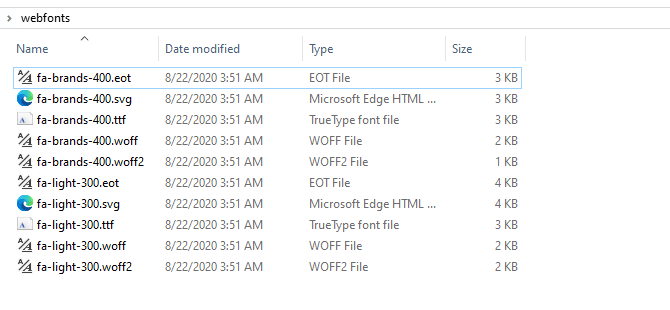 webfonts
Name Date modified Type Size
fa-brands-400.eot 8/22/2020 3:51 AM EOT File 3 KB
fa-brands-400.svg 8/22/2020 3:51 AM Microsoft Edge HTML ... 3 KB
fa-brands-400.ttf 8/22/2020 3:51 AM TrueType font file 3 KB
fa-brands-400.woff 8/22/2020 3:51 AM WOFF File 2 KB
fa-brands-400.woff2 8/22/2020 3:51 AM WOFF2 File 1 KB
fa-light-300.eot 8/22/2020 3:51 AM EOT File 4 KB
fa-light-300.svg 8/22/2020 3:51 AM Microsoft Edge HTML ... 4 KB
fa-light-300.ttf 8/22/2020 3:51 AM TrueType font file 3 KB
fa-light-300.woff 8/22/2020 3:51 AM WOFF File 2 KB
fa-light-300.woff2 8/22/2020 3:51 AM WOFF2 File 2 KB